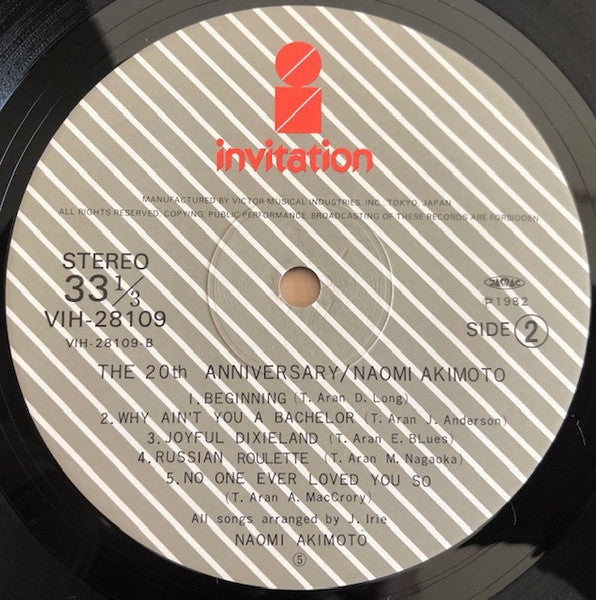 invitation
MANUFACTURED BY VICTOR MUSICAL INDUSTRIES, INC., TOKYO, JAPAN
ALL RIGHTS RESERVED, COPYING, PUBLIC PERFORMANCE, BROADCASTING OF THESE RECORDS ARE FORBIDDEN
STEREO
33 1/3
VIH-28109
VIH-28109-B
JASRAC
℗1982
SIDE 2
THE 20th ANNIVERSARY/NAOMI AKIMOTO
1. BEGINNING (T. Aran D. Long)
2. WHY AIN'T YOU A BACHELOR (T. Aran J. Anderson)
3. JOYFUL DIXIELAND (T. Aran E. BLues)
4. RUSSIAN ROULETTE (T. Aran M. Nagaoka)
5. NO ONE EVER LOVED YOU SO
(T. Aran A. MacCrory)
All songs arranged by J. Irie
NAOMI AKIMOTO
5